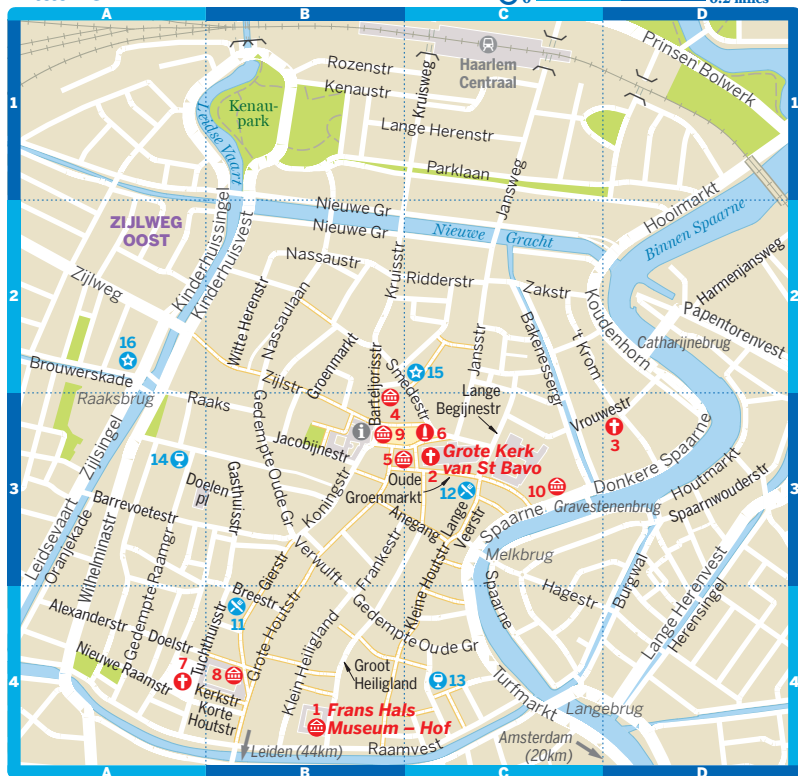 0
0.2 miles
A
B
C
D
1
Prinsen Bolwerk
Rozenstr
Kruisweg
Haarlem
Centraal
Kenaustr
Kenau-
park
Leidse Vaart
Lange Herenstr
Parklaan
Jansweg
1
Hooimarkt
Nieuwe Gr
Nieuwe Gr
Nieuwe Gracht
Binnen Spaarne
ZIJLWEG
OOST
Kinderhuissingel
Kinderhuisvest
Kruisstr
Nassaustr
Ridderstr
Zakstr
Harmenjansweg
2
Zijlweg
Witte Herenstr
Nassaulaan
Groenmarkt
Koudenhorn
Papentorenvest
2
Bakenessergr
't Krom
Catharijnebrug
16
Barteljorisstr
Smedestr
15
Jansstr
Brouwerskade
Raaksbrug
Zijlstr
Lange
Begijnestr
Raaks
4
Vrouwestr
3
Zijlsingel
Gedempte Oude Gr
Jacobijnestr
9
6
Grote Kerk
van St Bavo
14
5
2
Donkere Spaarne
Houtmarkt
3
Doelen
pl
Gasthuisstr
Koningstr
Oude
Groenmarkt
12
10
Gravestenenbrug
Spaarnwouderstr
3
Leidsevaart
Oranjekade
Wilhelminastr
Barrevoetestr
Anegang
Lange
Veerstr
Spaarne
Melkbrug
Gedempte Raamgr
Gierstr
Verwulft
Frankestr
Kleine Houtstr
Spaarne
Hagestr
Burgwal
Lange Herenvest
Herensingel
Breestr
11
Alexanderstr
Doelstr
Tuchthuisstr
Grote Houtstr
Gedempte Oude Gr
Nieuwe Raamstr
7
8
Klein Heiligland
Groot
Heiligland
13
4
Kerkstr
Korte
Houtstr
1
Frans Hals
Museum – Hof
Turfmarkt
Langebrug
4
Leiden (44km)
Raamvest
Amsterdam
(20km)
A
B
C
D